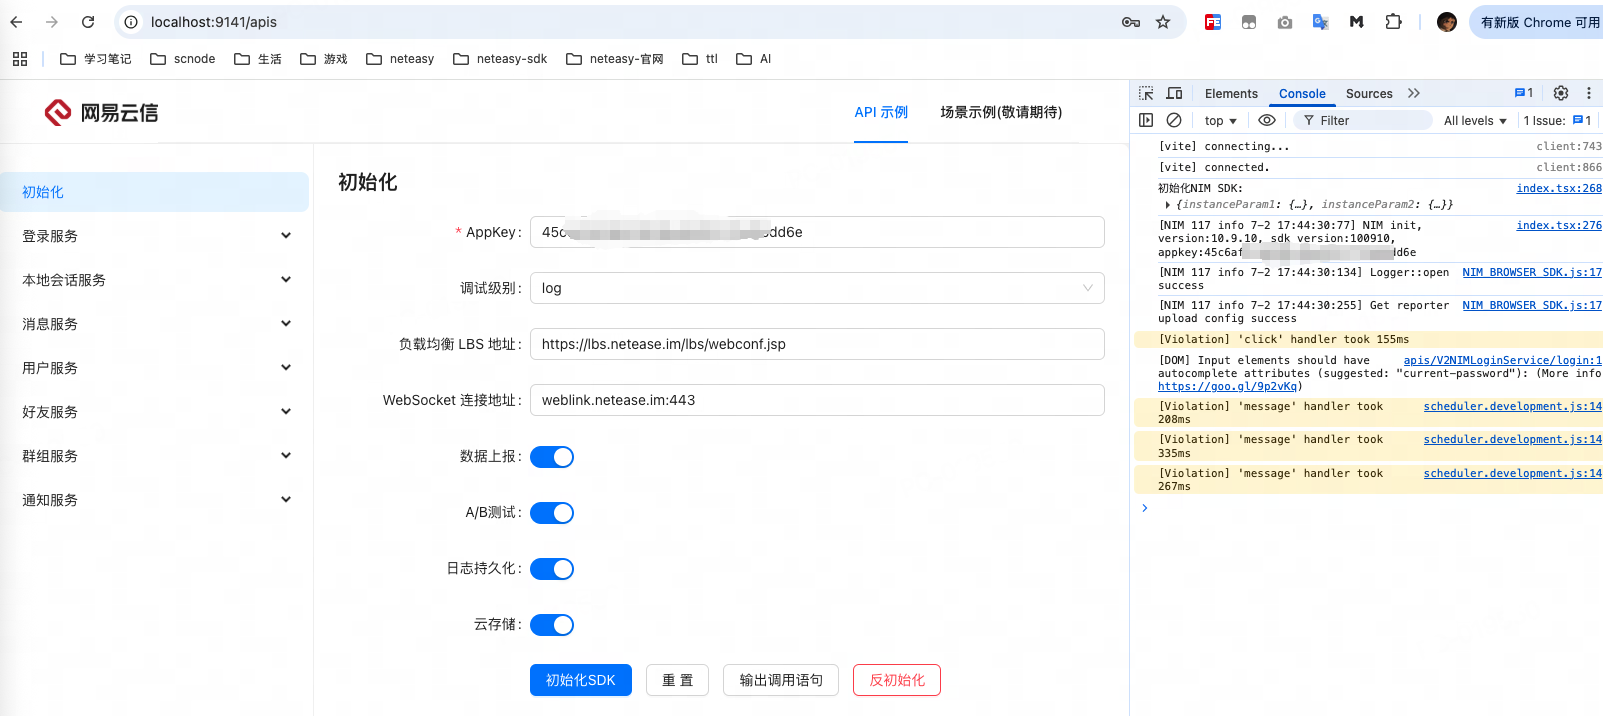 localhost:9141/apis
有新版 Chrome 可用
学习笔记 scnode 生活 游戏 neteasy neteasy-sdk neteasy-官网 ttl AI
网易云信
API 示例 场景示例(敬请期待)
初始化
登录服务
本地会话服务
消息服务
用户服务
好友服务
群组服务
通知服务
初始化
* AppKey: 45 dd6e
调试级别: log
负载均衡 LBS 地址: https://lbs.netease.im/lbs/webconf.jsp
WebSocket 连接地址: weblink.netease.im:443
数据上报:
A/B测试:
日志持久化:
云存储:
初始化SDK 重 置 输出调用语句 反初始化
Elements Console Sources 1
top Filter All levels 1 Issue: 1
[vite] connecting... client:743
[vite] connected. client:866
初始化NIM SDK: index.tsx:268
{instanceParam1: {…}, instanceParam2: {…}}
[NIM 117 info 7-2 17:44:30:77] NIM init, index.tsx:276
version:10.9.10, sdk version:100910,
appkey:45c6af dd6e
[NIM 117 info 7-2 17:44:30:134] Logger::open NIM_BROWSER_SDK.js:17
success
[NIM 117 info 7-2 17:44:30:255] Get reporter NIM_BROWSER_SDK.js:17
upload config success
[Violation] 'click' handler took 155ms
[DOM] Input elements should have apis/V2NIMLoginService/login:1
autocomplete attributes (suggested: "current-password"): (More info
https://goo.gl/9p2vKq)
[Violation] 'message' handler took scheduler.development.js:14
208ms
[Violation] 'message' handler took scheduler.development.js:14
335ms
[Violation] 'message' handler took scheduler.development.js:14
267ms